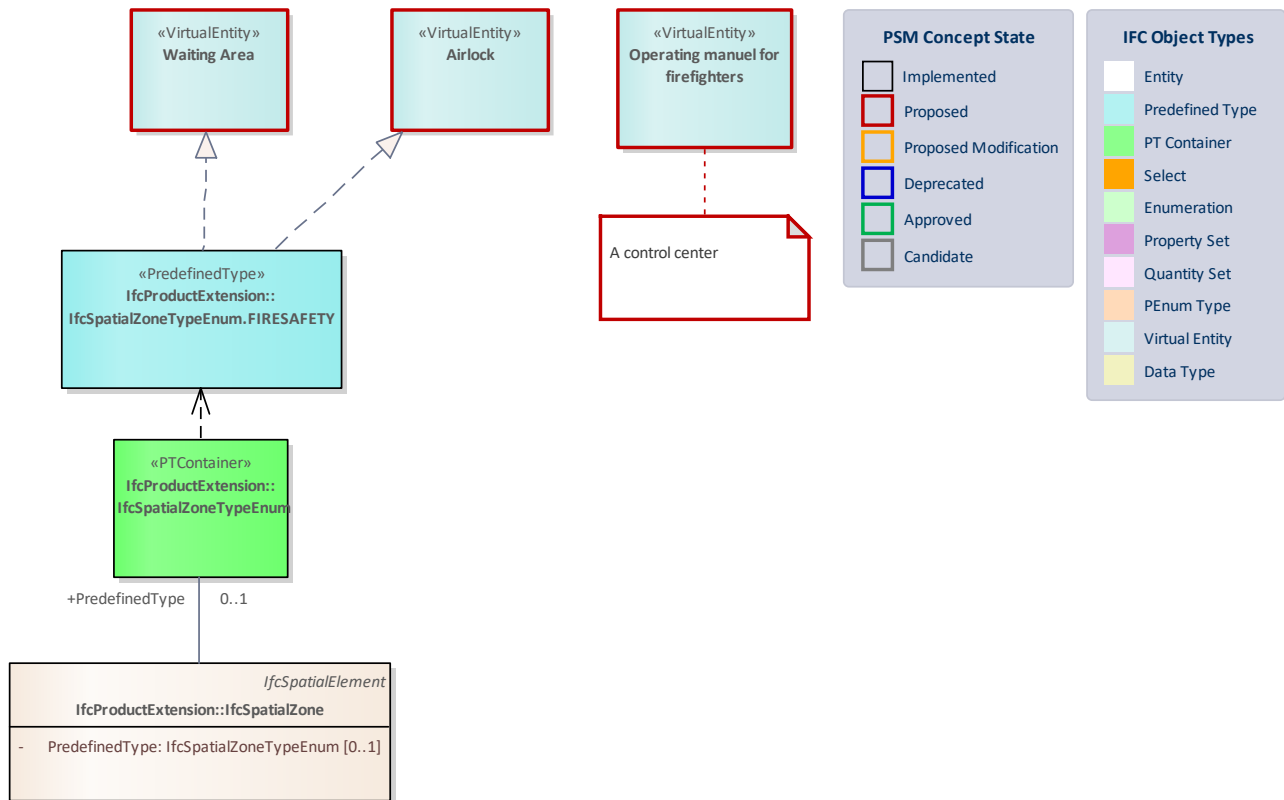 «VirtualEntity»
Waiting Area
«VirtualEntity»
Airlock
«VirtualEntity»
Operating manuel for
firefighters
A control center
«PredefinedType»
IfcProductExtension::
IfcSpatialZoneTypeEnum.FIRESAFETY
«PTContainer»
IfcProductExtension::
IfcSpatialZoneTypeEnum
+PredefinedType 0..1
IfcSpatialElement
IfcProductExtension::IfcSpatialZone
- PredefinedType: IfcSpatialZoneTypeEnum [0..1]
PSM Concept State
Implemented
Proposed
Proposed Modification
Deprecated
Approved
Candidate
IFC Object Types
Entity
Predefined Type
PT Container
Select
Enumeration
Property Set
Quantity Set
PEnum Type
Virtual Entity
Data Type